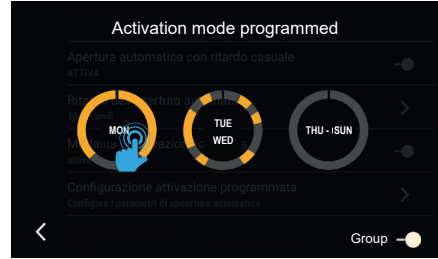 Activation mode programmed
Apertura automatica con ritardo casuale
ATTIVA
MON
TUE
WED
THU - SUN
Configurazione attivazione programmata
Configura i parametri di apeertura automatica
Group